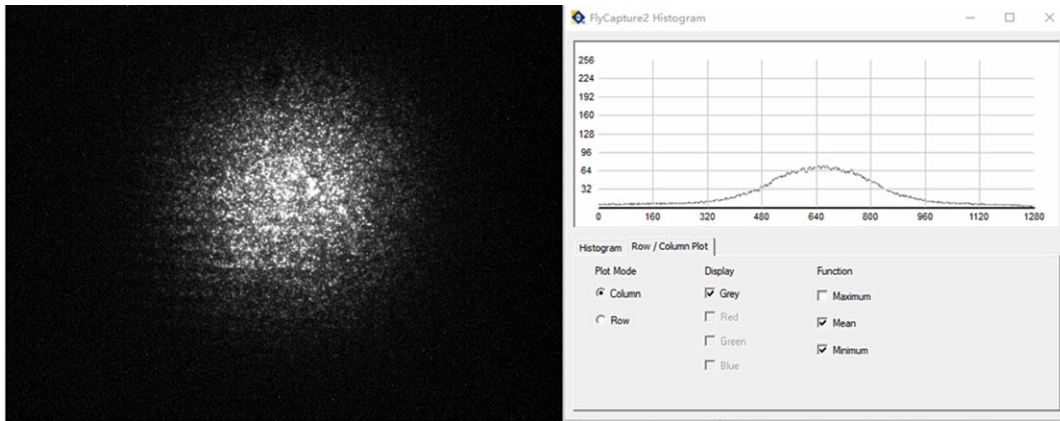 FlyCapture2 Histogram
256
224
192
160
128
96
64
32
0 160 320 480 640 800 960 1120 1280
Histogram Row / Column Plot
Plot Mode Display Function
Column Grey Maximum
Row Red Mean
Green Minimum
Blue